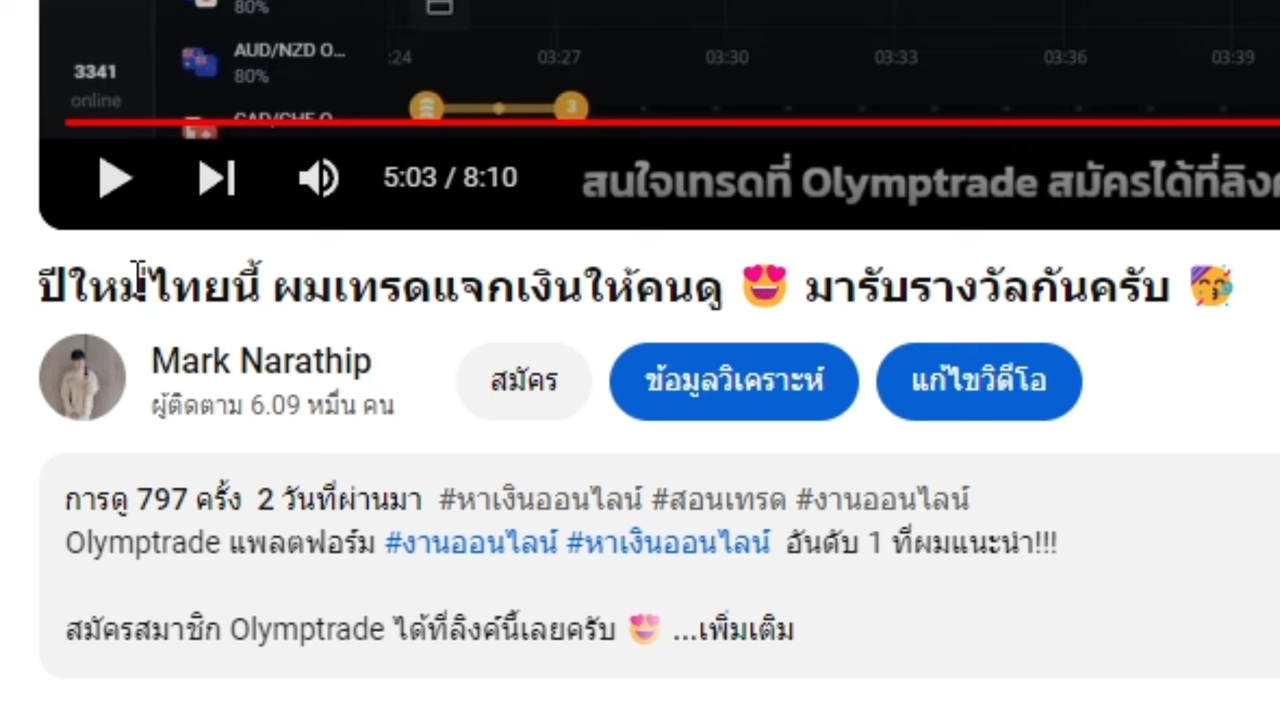 80%
AUD/NZD O...
80%
3341
online
:24 03:27 03:30 03:33 03:36 03:39
3
CAD/CHF O
5:03 / 8:10
สนใจเทรดที่ Olymptrade สมัครได้ที่ลิงค์
ปีใหม่ไทยนี้ ผมเทรดแจกเงินให้คนดู 😍 มารับรางวัลกันครับ 🥳
Mark Narathip
ผู้ติดตาม 6.09 หมื่น คน
สมัคร
ข้อมูลวิเคราะห์
แก้ไขวิดีโอ
การดู 797 ครั้ง 2 วันที่ผ่านมา #หาเงินออนไลน์ #สอนเทรด #งานออนไลน์
Olymptrade แพลตฟอร์ม #งานออนไลน์ #หาเงินออนไลน์ อันดับ 1 ที่ผมแนะนำ!!!
สมัครสมาชิก Olymptrade ได้ที่ลิงค์นี้เลยครับ 😍 ...เพิ่มเติม